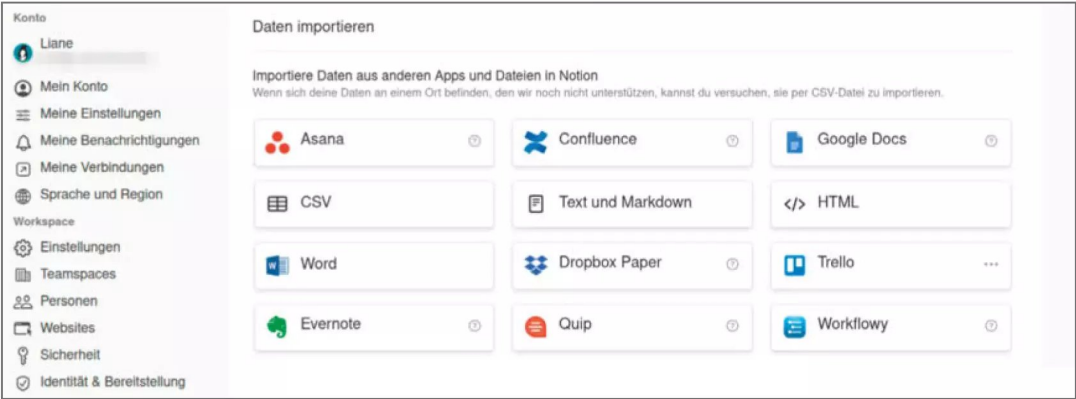 Konto
Liane
Mein Konto
Meine Einstellungen
Meine Benachrichtigungen
Meine Verbindungen
Sprache und Region
Workspace
Einstellungen
Teamspaces
Personen
Websites
Sicherheit
Identität & Bereitstellung
Daten importieren
Importiere Daten aus anderen Apps und Dateien in Notion
Wenn sich deine Daten an einem Ort befinden, den wir noch nicht unterstützen, kannst du versuchen, sie per CSV-Datei zu importieren.
Asana
Confluence
Google Docs
CSV
Text und Markdown
HTML
Word
Dropbox Paper
Trello
Evernote
Quip
Workflowy